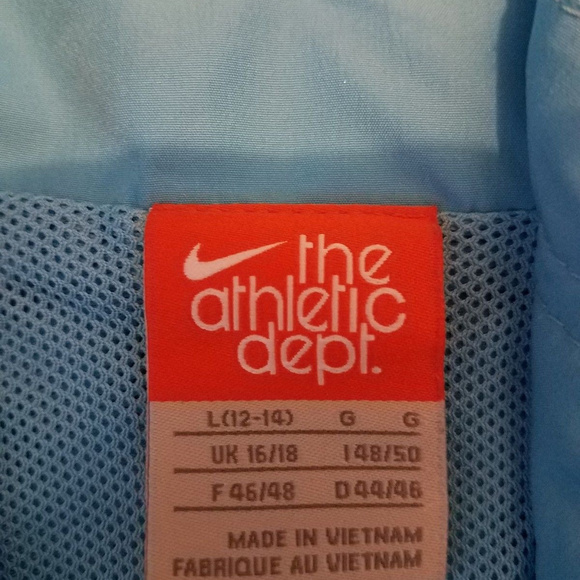 the
athletic
dept.
L(12-14) G G
UK 16/18 I 48/50
F 46/48 D 44/46
MADE IN VIETNAM
FABRIQUE AU VIETNAM